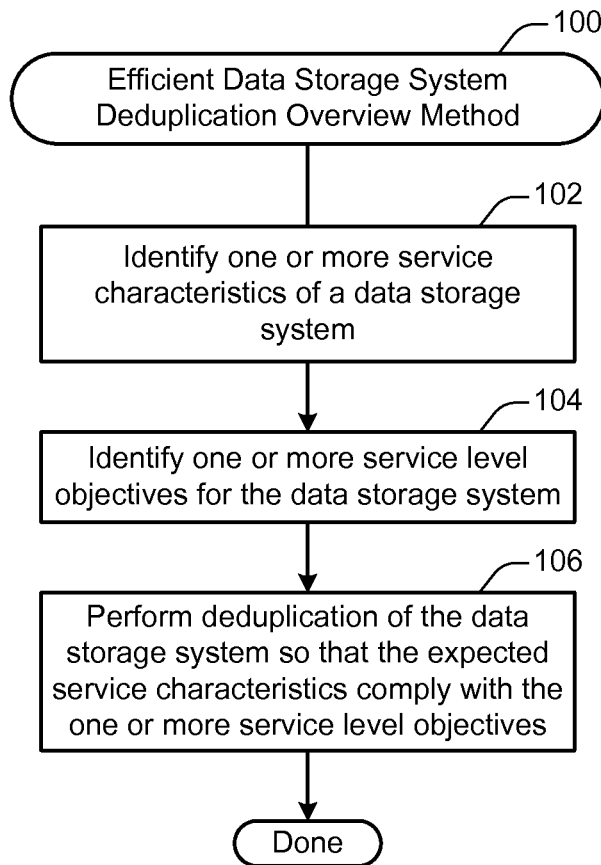 100
Efficient Data Storage System
Deduplication Overview Method
102
Identify one or more service
characteristics of a data storage
system
104
Identify one or more service level
objectives for the data storage system
106
Perform deduplication of the data
storage system so that the expected
service characteristics comply with the
one or more service level objectives
Done